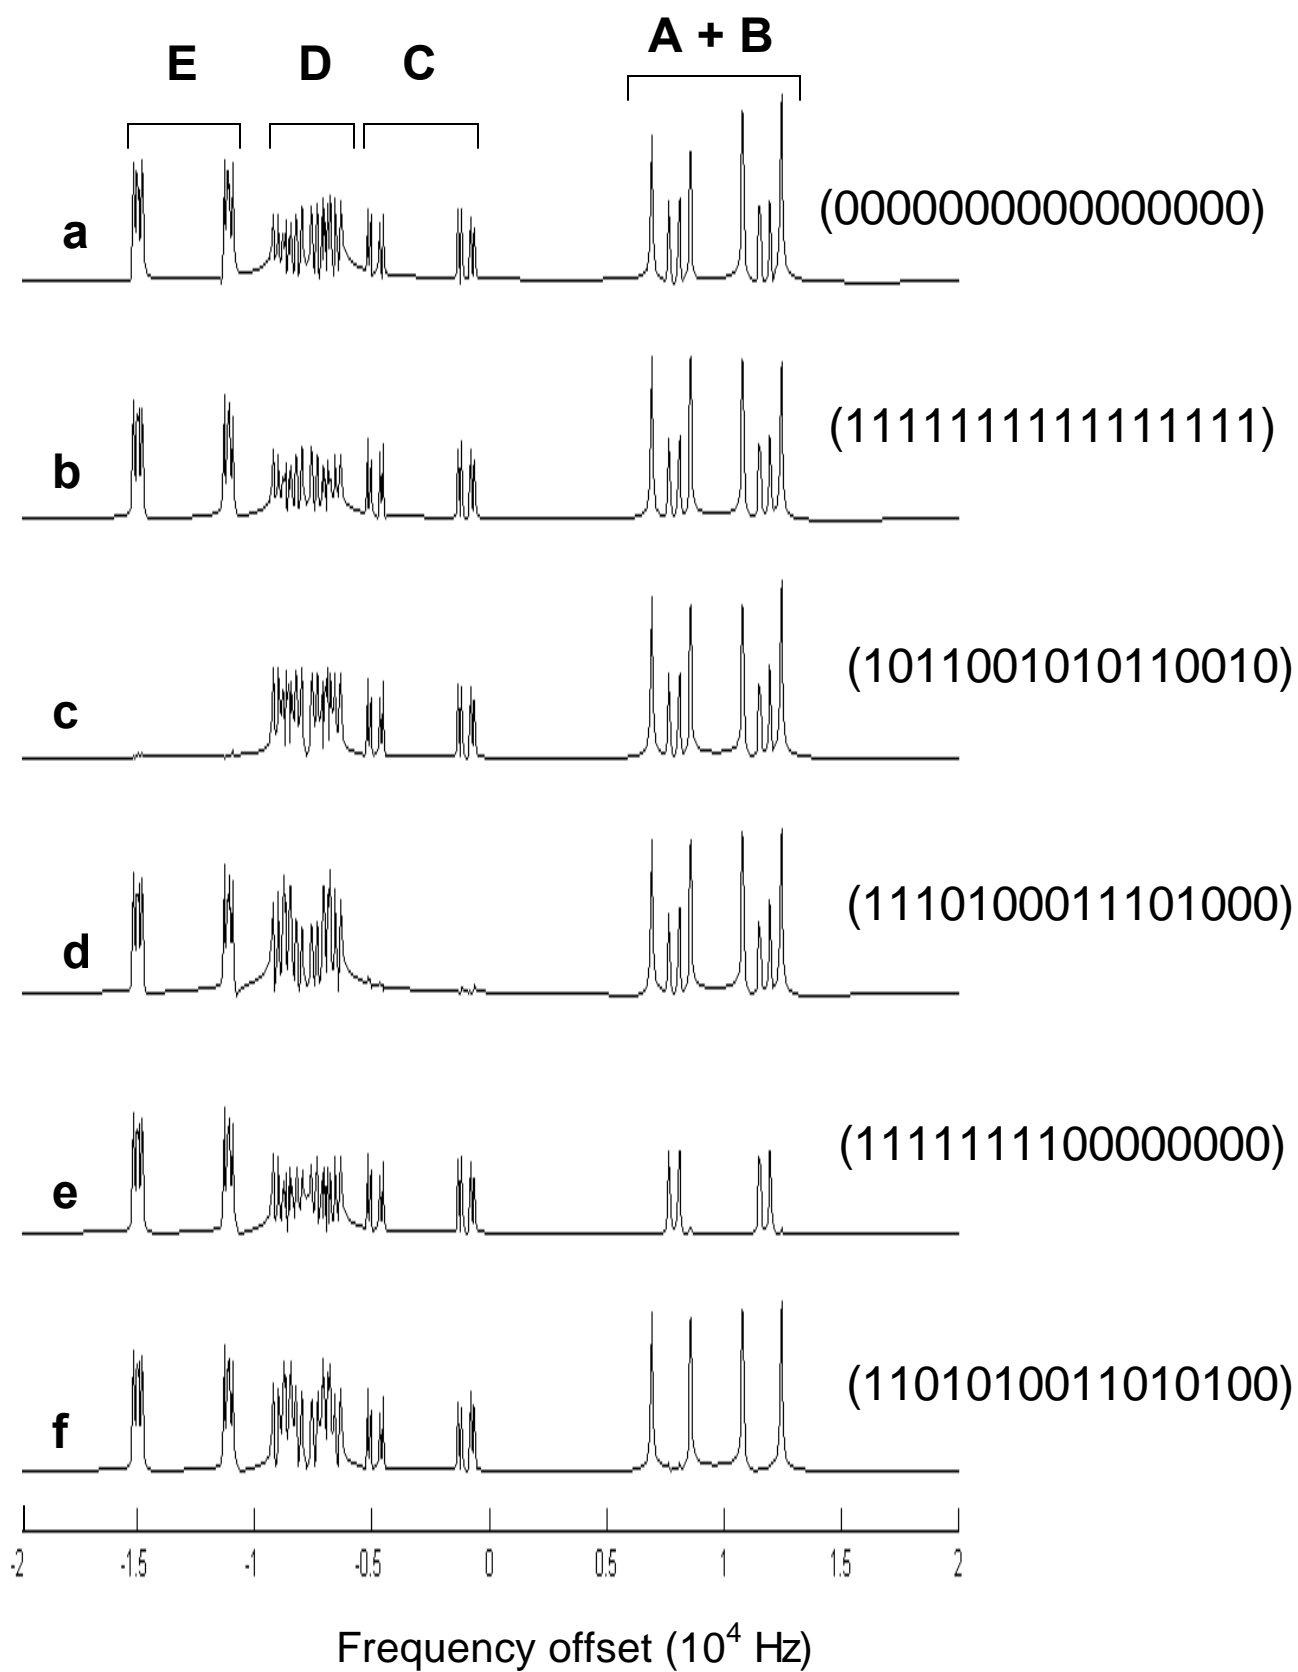 A + B
E D C
a (0000000000000000)
b (1111111111111111)
c (1011001010110010)
d (1110100011101000)
e (1111111100000000)
f (1101010011010100)
-2 -1.5 -1 -0.5 0 0.5 1 1.5 2
Frequency offset (10⁴ Hz)